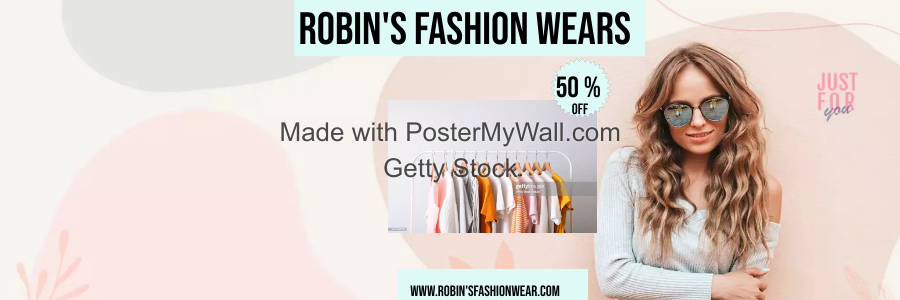 ROBIN'S FASHION WEARS
50 %
OFF
JUST
FOR
you
Made with PosterMyWall.com
Getty Stock
gettyimages
WWW.ROBIN'SFASHIONWEAR.COM